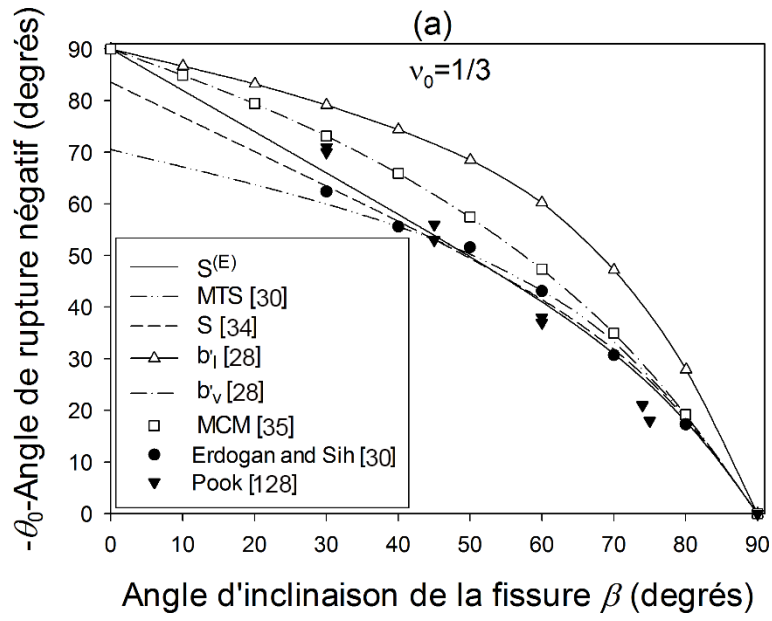 (a)
ν₀=1/3
-θ₀-Angle de rupture négatif (degrés)
90
80
70
60
50
40
30
20
10
0
S(E)
MTS [30]
S [34]
b'ı [28]
b'ᵥ [28]
MCM [35]
Erdogan and Sih [30]
Pook [128]
0 10 20 30 40 50 60 70 80 90
Angle d'inclinaison de la fissure β (degrés)